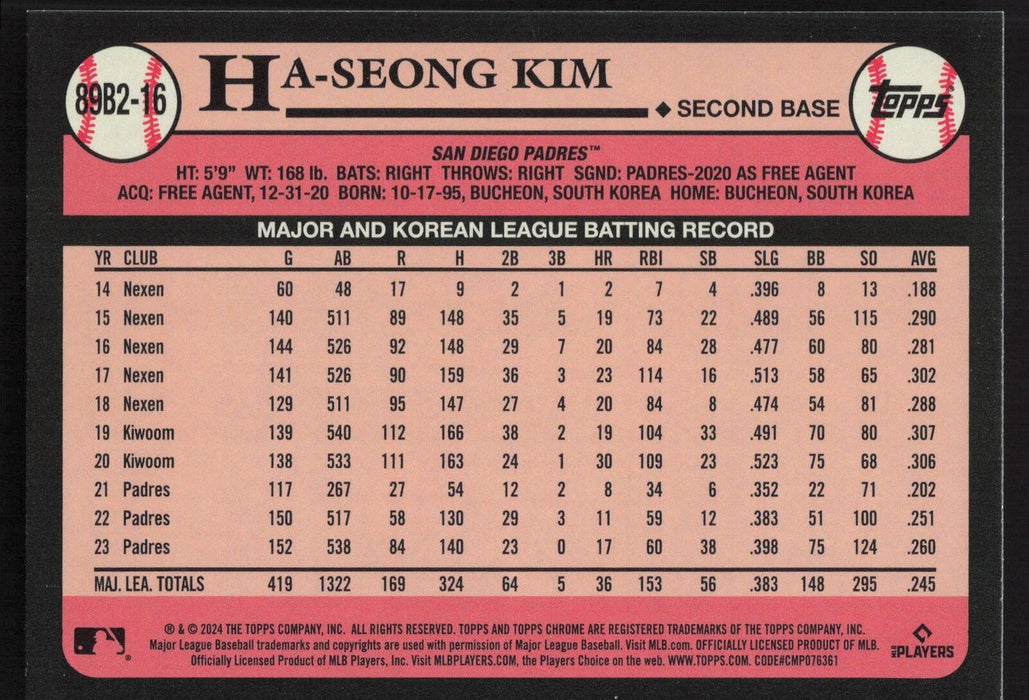 89B2-16
HA-SEONG KIM
◆ SECOND BASE
TOPPS®
SAN DIEGO PADRES™
HT: 5'9" WT: 168 lb. BATS: RIGHT THROWS: RIGHT SGND: PADRES-2020 AS FREE AGENT
ACQ: FREE AGENT, 12-31-20 BORN: 10-17-95, BUCHEON, SOUTH KOREA HOME: BUCHEON, SOUTH KOREA
MAJOR AND KOREAN LEAGUE BATTING RECORD
YR CLUB G AB R H 2B 3B HR RBI SB SLG BB SO AVG
14 Nexen 60 48 17 9 2 1 2 7 4 .396 8 13 .188
15 Nexen 140 511 89 148 35 5 19 73 22 .489 56 115 .290
16 Nexen 144 526 92 148 29 7 20 84 28 .477 60 80 .281
17 Nexen 141 526 90 159 36 3 23 114 16 .513 58 65 .302
18 Nexen 129 511 95 147 27 4 20 84 8 .474 54 81 .288
19 Kiwoom 139 540 112 166 38 2 19 104 33 .491 70 80 .307
20 Kiwoom 138 533 111 163 24 1 30 109 23 .523 75 68 .306
21 Padres 117 267 27 54 12 2 8 34 6 .352 22 71 .202
22 Padres 150 517 58 130 29 3 11 59 12 .383 51 100 .251
23 Padres 152 538 84 140 23 0 17 60 38 .398 75 124 .260
MAJ. LEA. TOTALS 419 1322 169 324 64 5 36 153 56 .383 148 295 .245
® & © 2024 THE TOPPS COMPANY, INC. ALL RIGHTS RESERVED. TOPPS AND TOPPS CHROME ARE REGISTERED TRADEMARKS OF THE TOPPS COMPANY, INC.
Major League Baseball trademarks and copyrights are used with permission of Major League Baseball. Visit MLB.com. OFFICIALLY LICENSED PRODUCT OF MLB.
Officially Licensed Product of MLB Players, Inc. Visit MLBPLAYERS.COM, the Players Choice on the web. WWW.TOPPS.COM. CODE#CMP076361
MLB PLAYERS